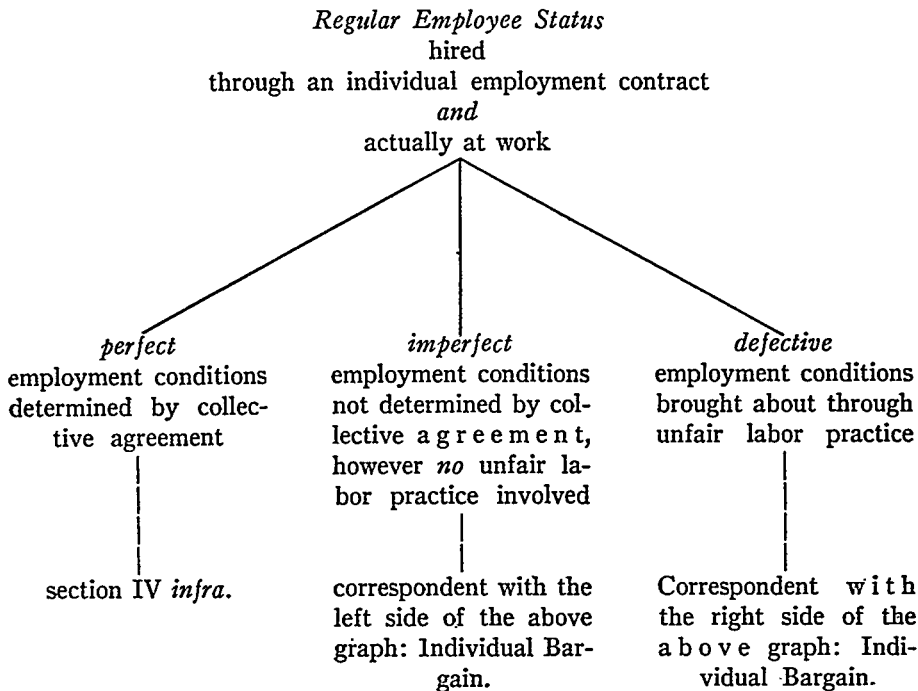 Regular Employee Status
hired
through an individual employment contract
and
actually at work
perfect
employment conditions
determined by collec-
tive agreement
imperfect
employment conditions
not determined by col-
lective agreement,
however no unfair la-
bor practice involved
defective
employment conditions
brought about through
unfair labor practice
section IV infra.
correspondent with the
left side of the above
graph: Individual Bar-
gain.
Correspondent with
the right side of the
above graph: Indi-
vidual Bargain.